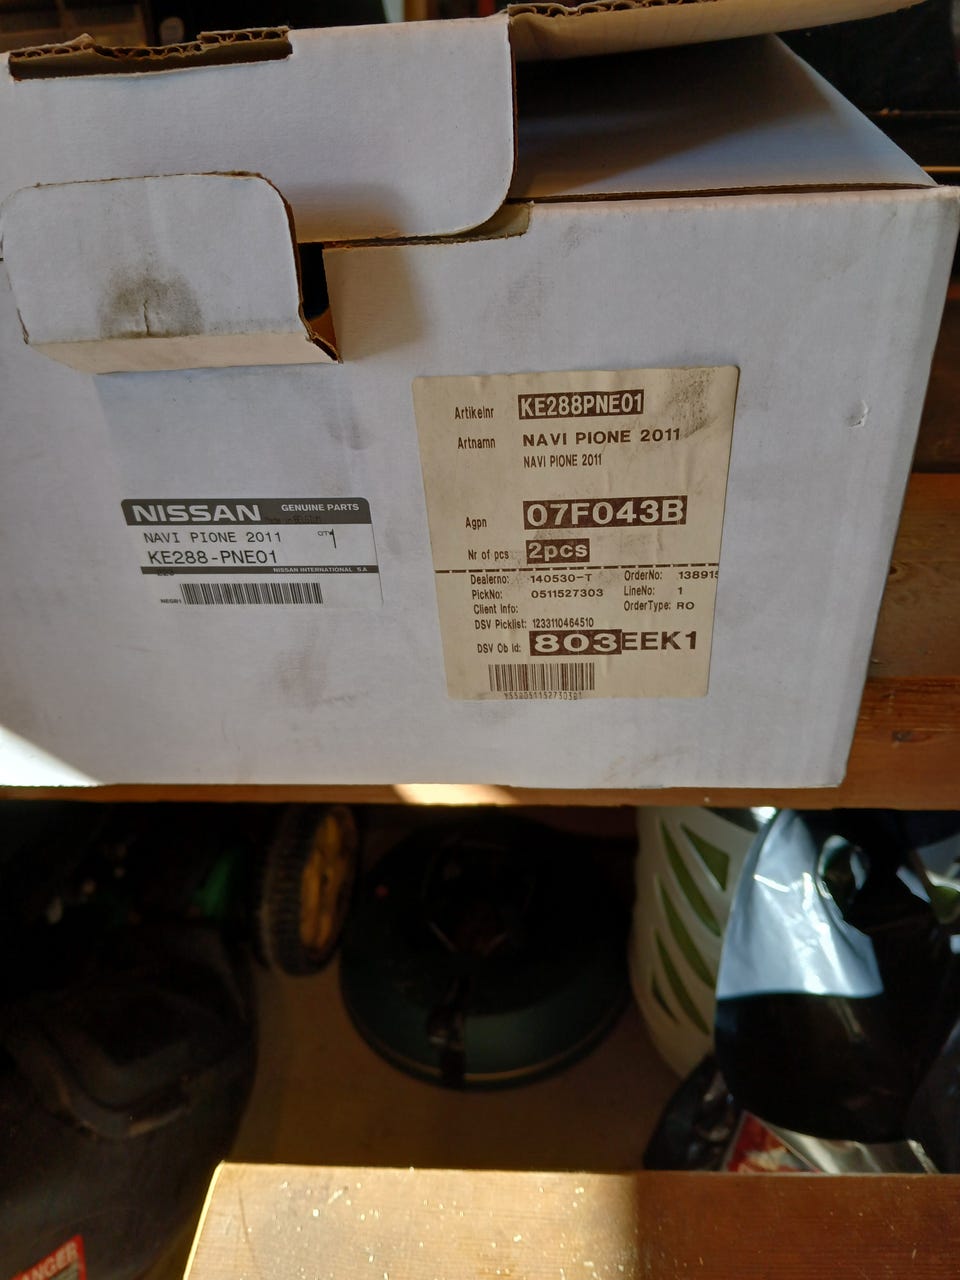 NISSAN GENUINE PARTS
NAVI PIONE 2011 QTY 1
KE288-PNE01
NISSAN INTERNATIONAL S.A
Artikelnr KE288PNE01
Artnamn NAVI PIONE 2011
NAVI PIONE 2011
Agpn 07F043B
Nr of pcs 2pcs
Dealerno: 140530-T OrderNo: 138915
PickNo: 0511527303 LineNo: 1
Client Info: OrderType: RO
DSV Picklist: 1233110464510
DSV Ob Id: 803EEK1
ANGER